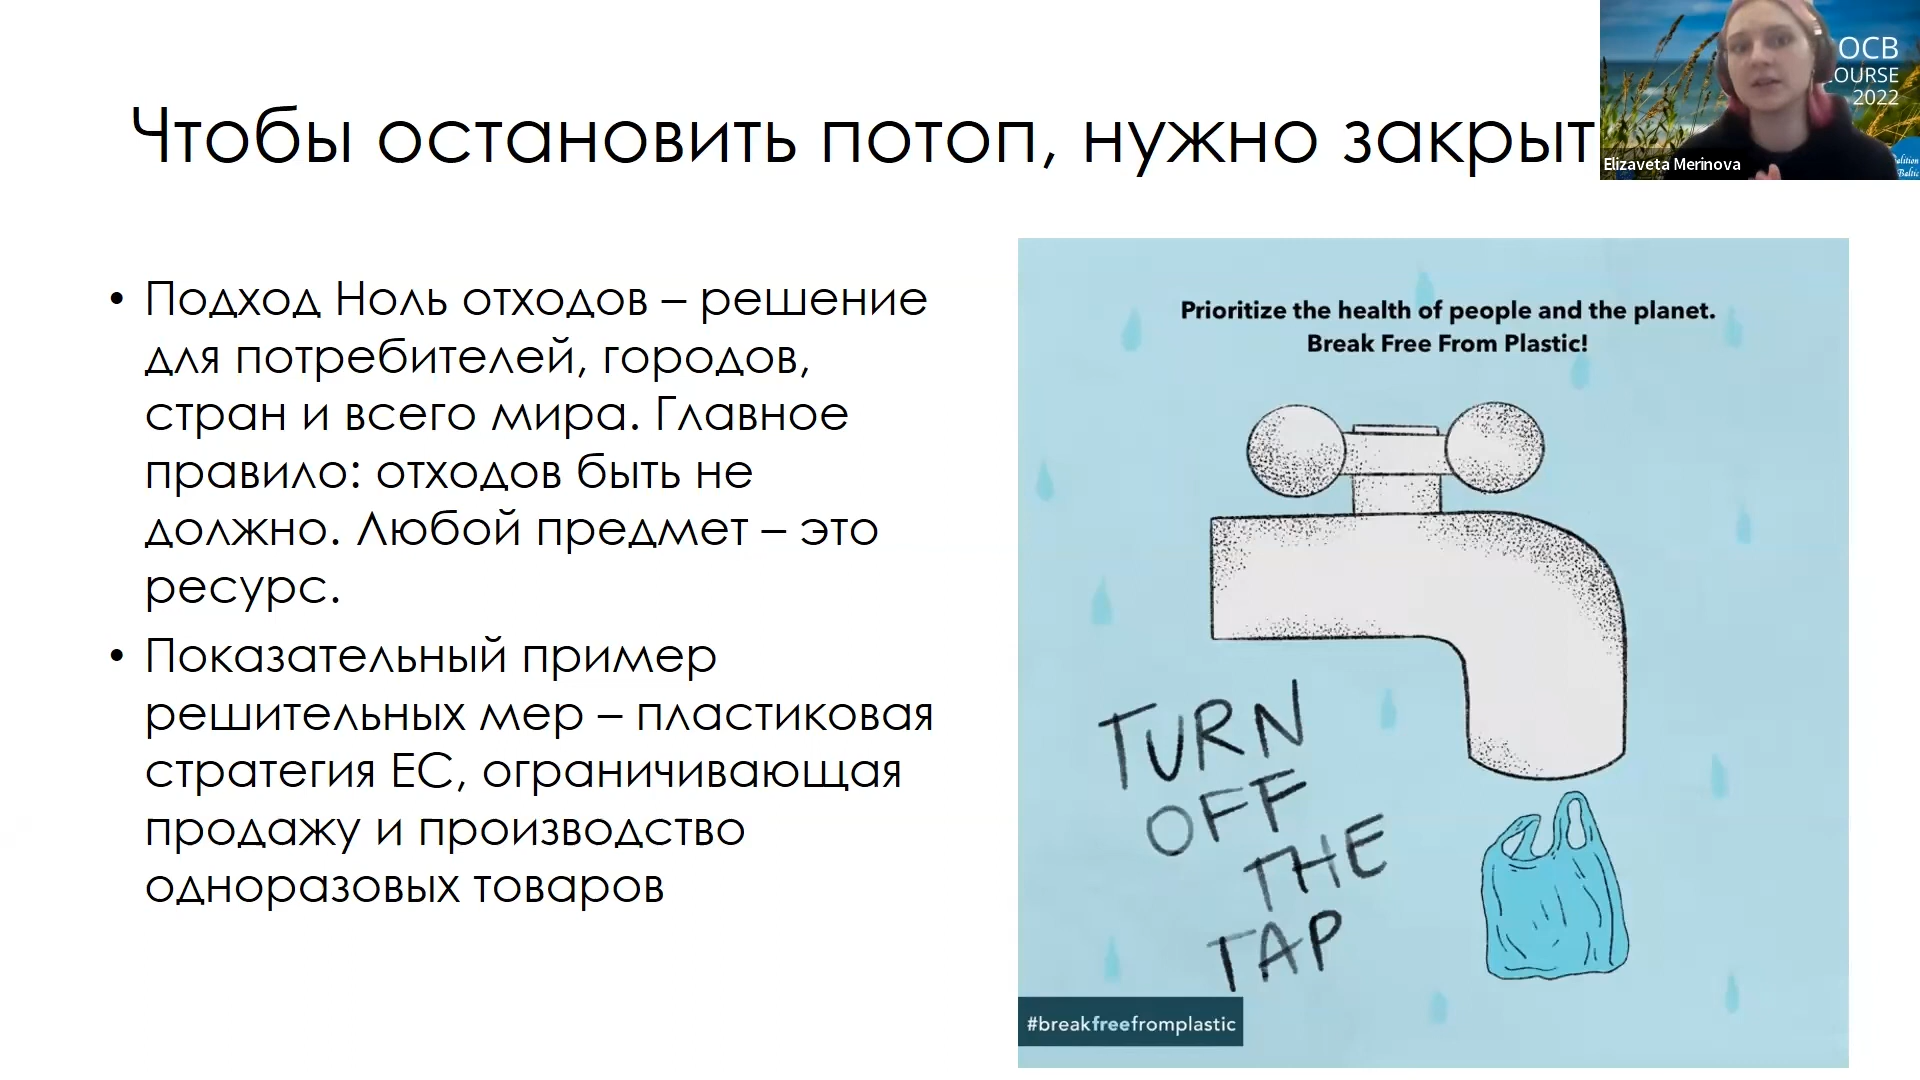 Чтобы остановить потоп, нужно закрыт
OCB
COURSE
2022
Elizaveta Merinova
• Подход Ноль отходов – решение
для потребителей, городов,
стран и всего мира. Главное
правило: отходов быть не
должно. Любой предмет – это
ресурс.
• Показательный пример
решительных мер – пластиковая
стратегия ЕС, ограничивающая
продажу и производство
одноразовых товаров
Prioritize the health of people and the planet.
Break Free From Plastic!
TURN
OFF
THE
TAP
#breakfreefromplastic